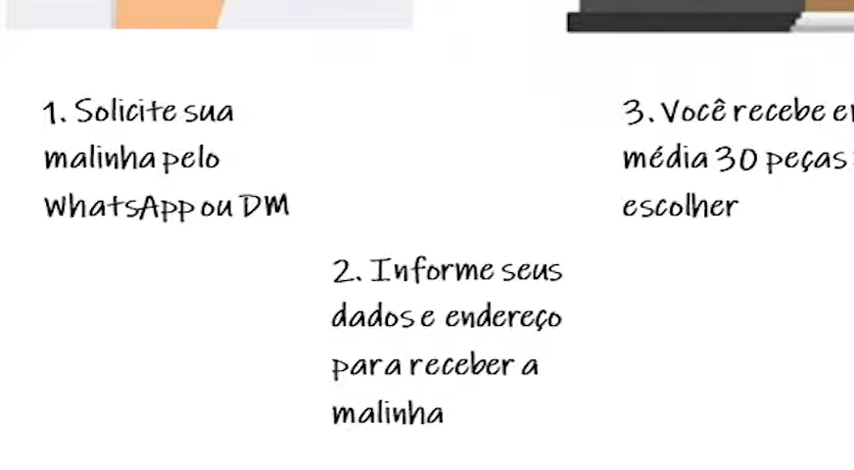 1. Solicite sua
malinha pelo
WhatsApp ou DM
2. Informe seus
dados e endereço
para receber a
malinha
3. Você recebe
média 30 peças
escolher